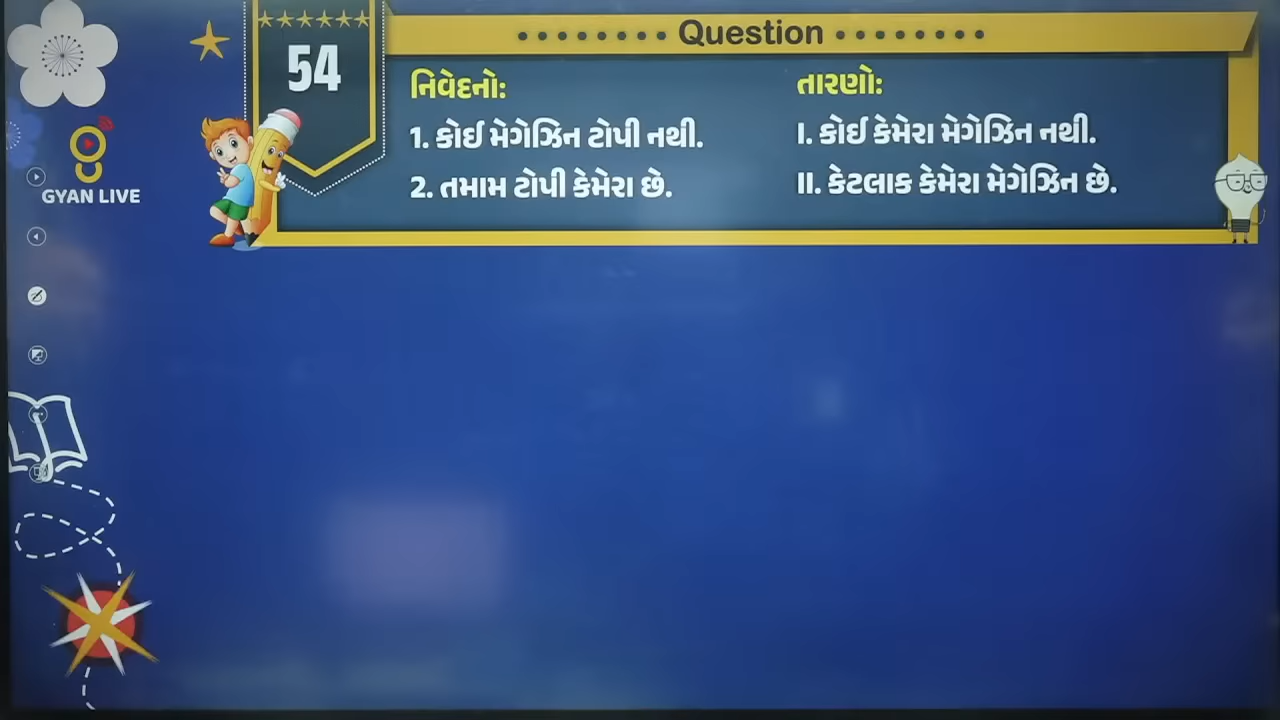 Question
54
નિવેદનો:
1. કોઈ મેગેઝિન ટોપી નથી.
2. તમામ ટોપી કેમેરા છે.
તારણો:
I. કોઈ કેમેરા મેગેઝિન નથી.
II. કેટલાક કેમેરા મેગેઝિન છે.
GYAN LIVE